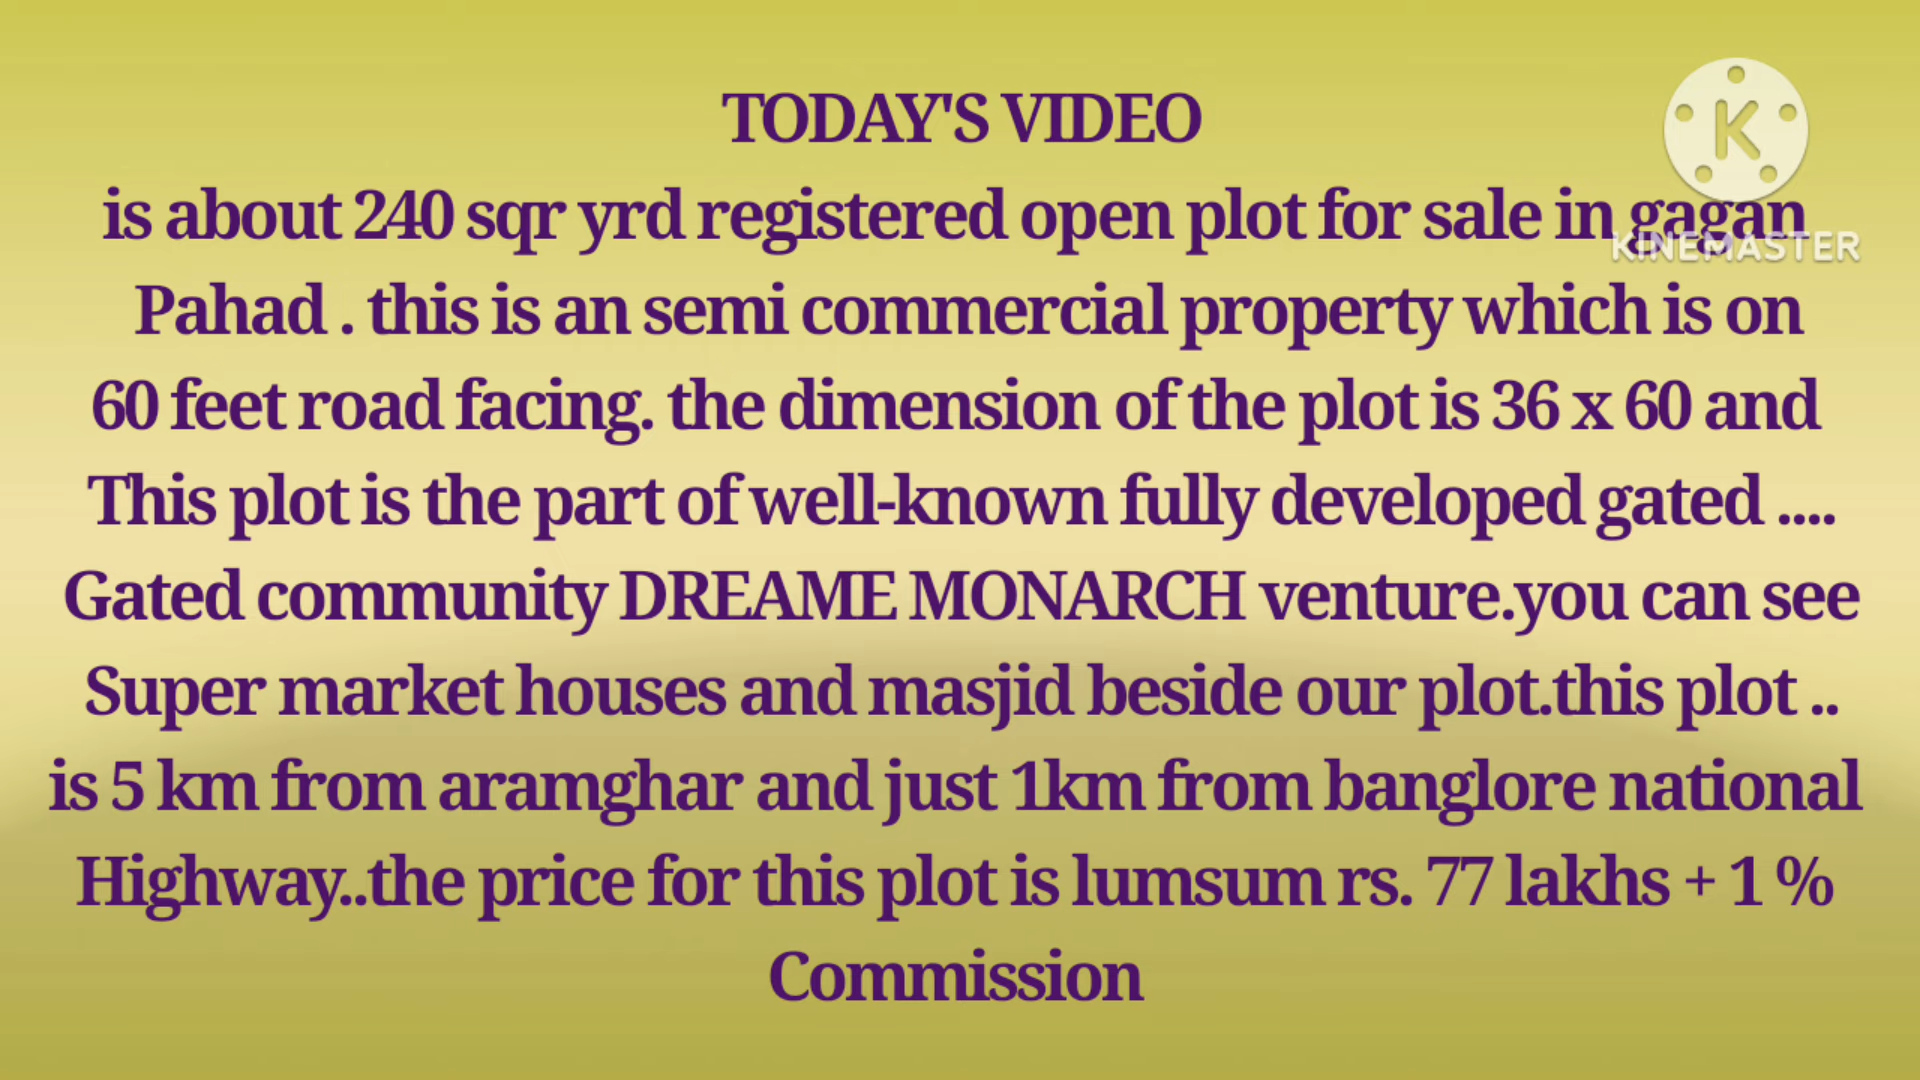 TODAY'S VIDEO
is about 240 sqr yrd registered open plot for sale in gagan
KINEMASTER
Pahad . this is an semi commercial property which is on
60 feet road facing. the dimension of the plot is 36 x 60 and
This plot is the part of well-known fully developed gated ....
Gated community DREAME MONARCH venture.you can see
Super market houses and masjid beside our plot.this plot ..
is 5 km from aramghar and just 1km from banglore national
Highway..the price for this plot is lumsum rs. 77 lakhs + 1 %
Commission